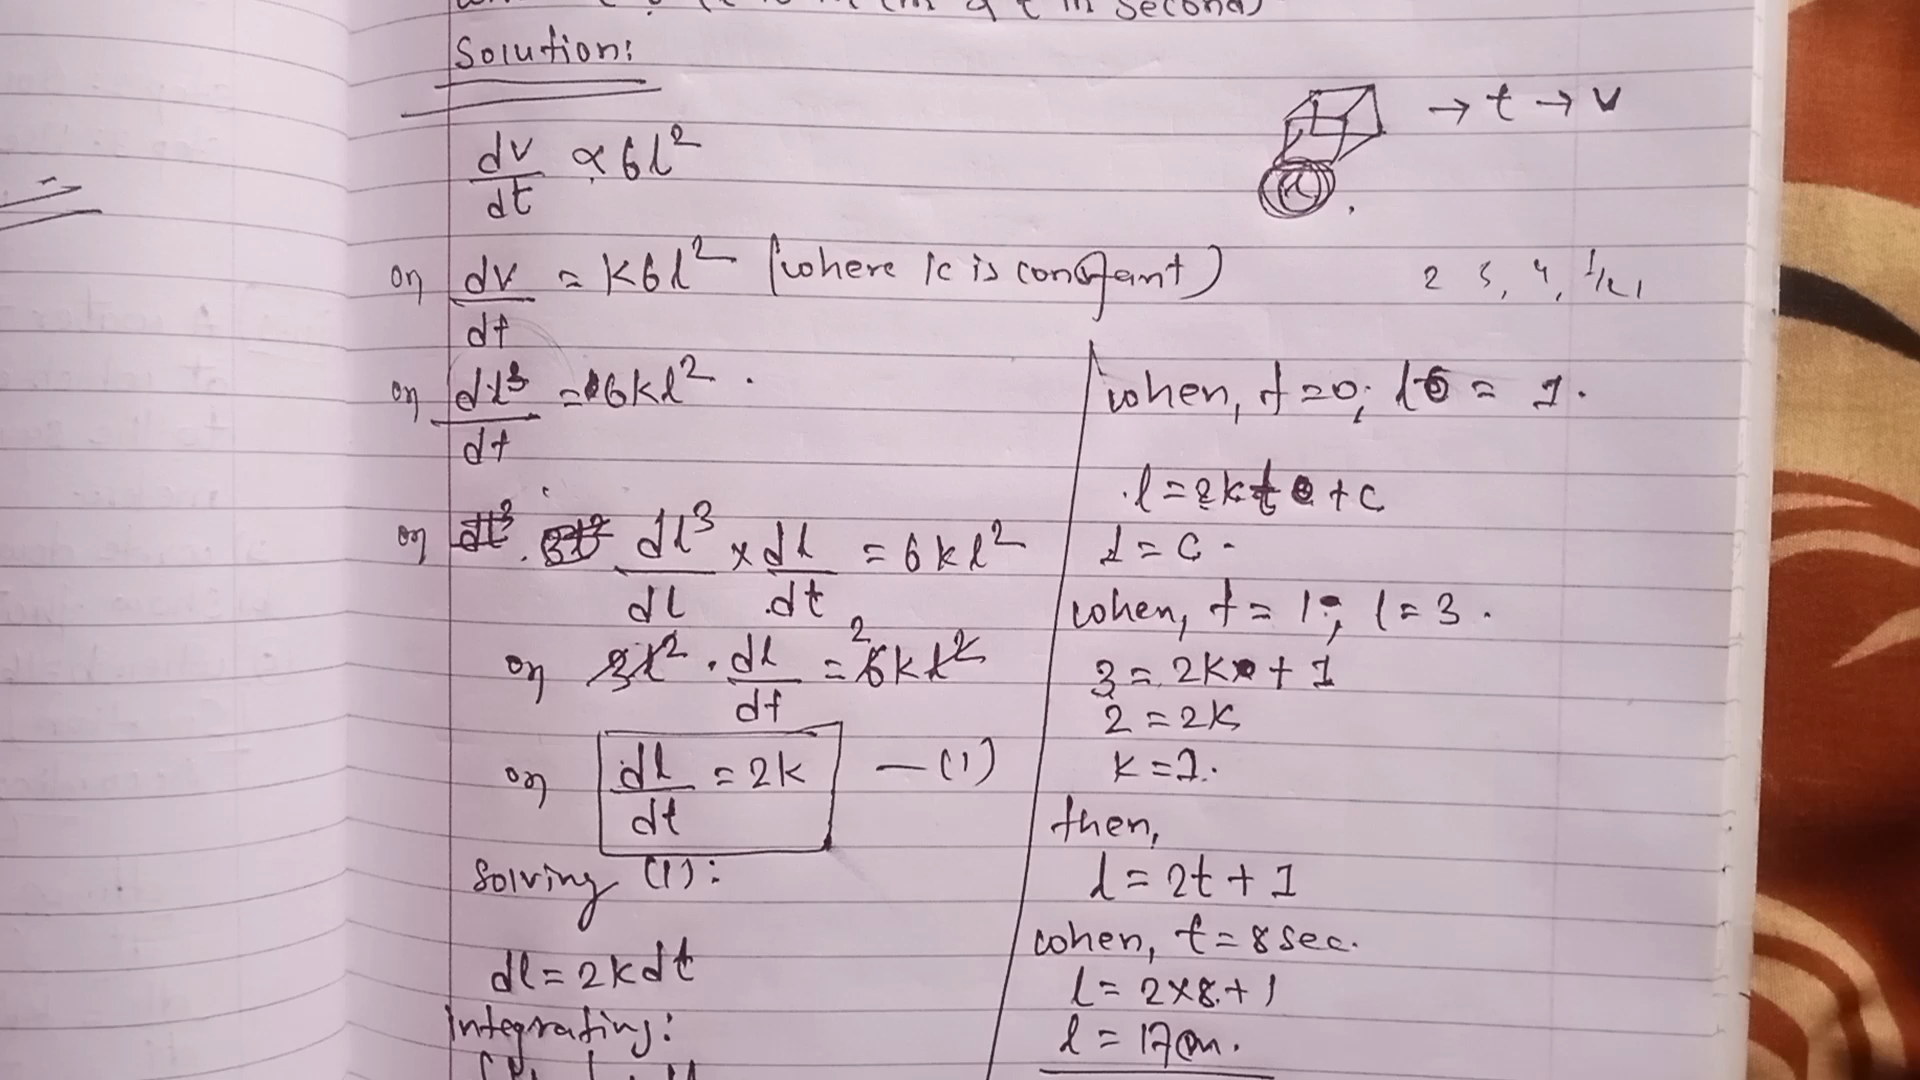 in second)
Solution:
→ t → v
dv/dt ∝ 6l²
or dv/dt = k6l² (where k is constant)
2 3, 4, 1/2,
or dl³/dt = 6kl².
or dl³/dl × dl/dt = 6kl²
or 3l² . dl/dt = 6kl² 2
or dl/dt = 2k — (1)
Solving (1):
dl = 2kdt
Integrating:
when, t=0; l = 1.
l = 2kt + c
1 = c
when, t = 1; l = 3.
3 = 2k + 1
2 = 2k
k = 1.
then,
l = 2t + 1
when, t = 8 sec.
l = 2×8 + 1
l = 17cm.